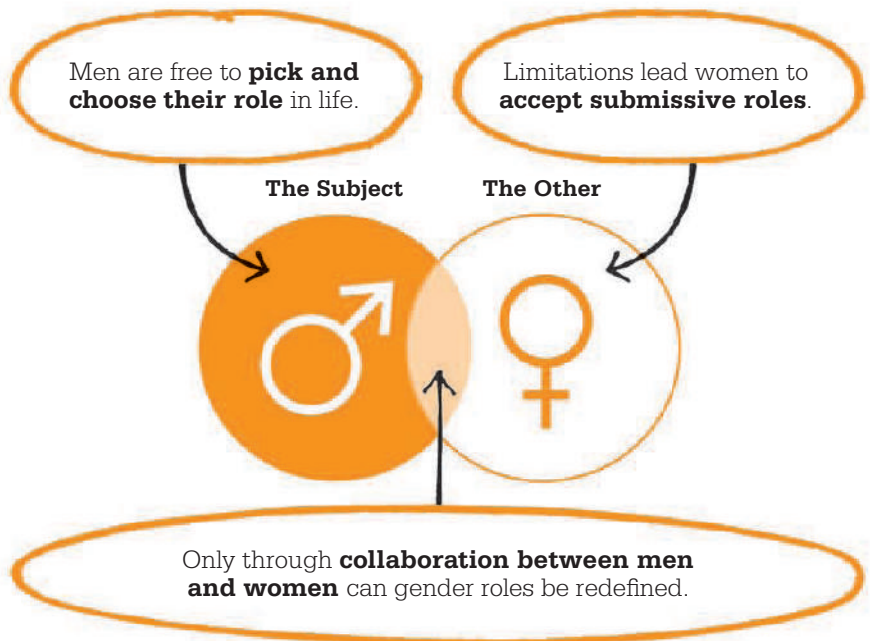 Men are free to pick and
choose their role in life.
Limitations lead women to
accept submissive roles.
The Subject
The Other
Only through collaboration between men
and women can gender roles be redefined.